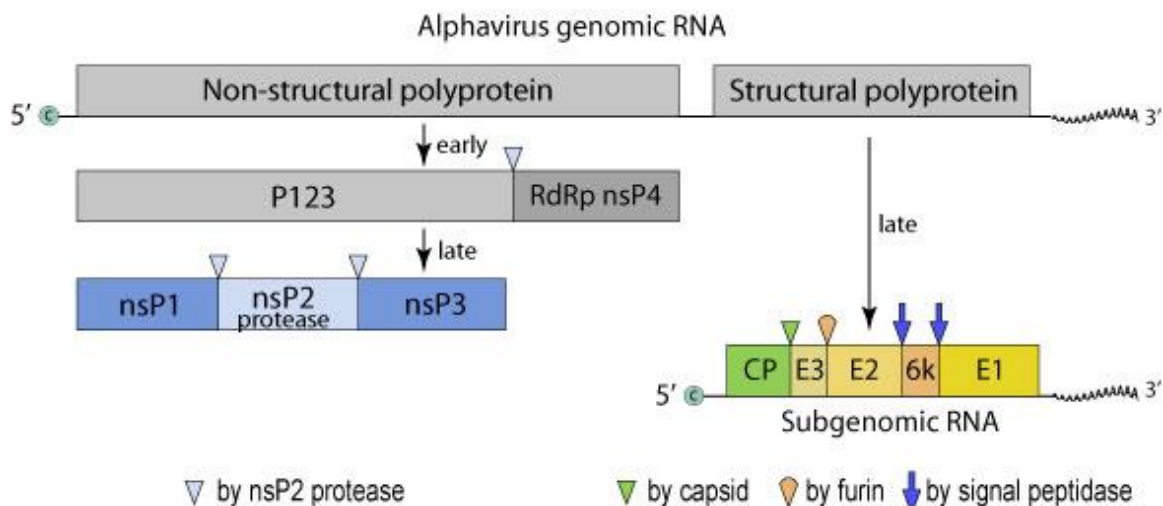 Alphavirus genomic RNA
Non-structural polyprotein
Structural polyprotein
5′ C
3′
early
P123
RdRp nsP4
late
late
nsP1
nsP2
protease
nsP3
CP
E3
E2
6k
E1
5′ C
3′
Subgenomic RNA
by nsP2 protease
by capsid
by furin
by signal peptidase